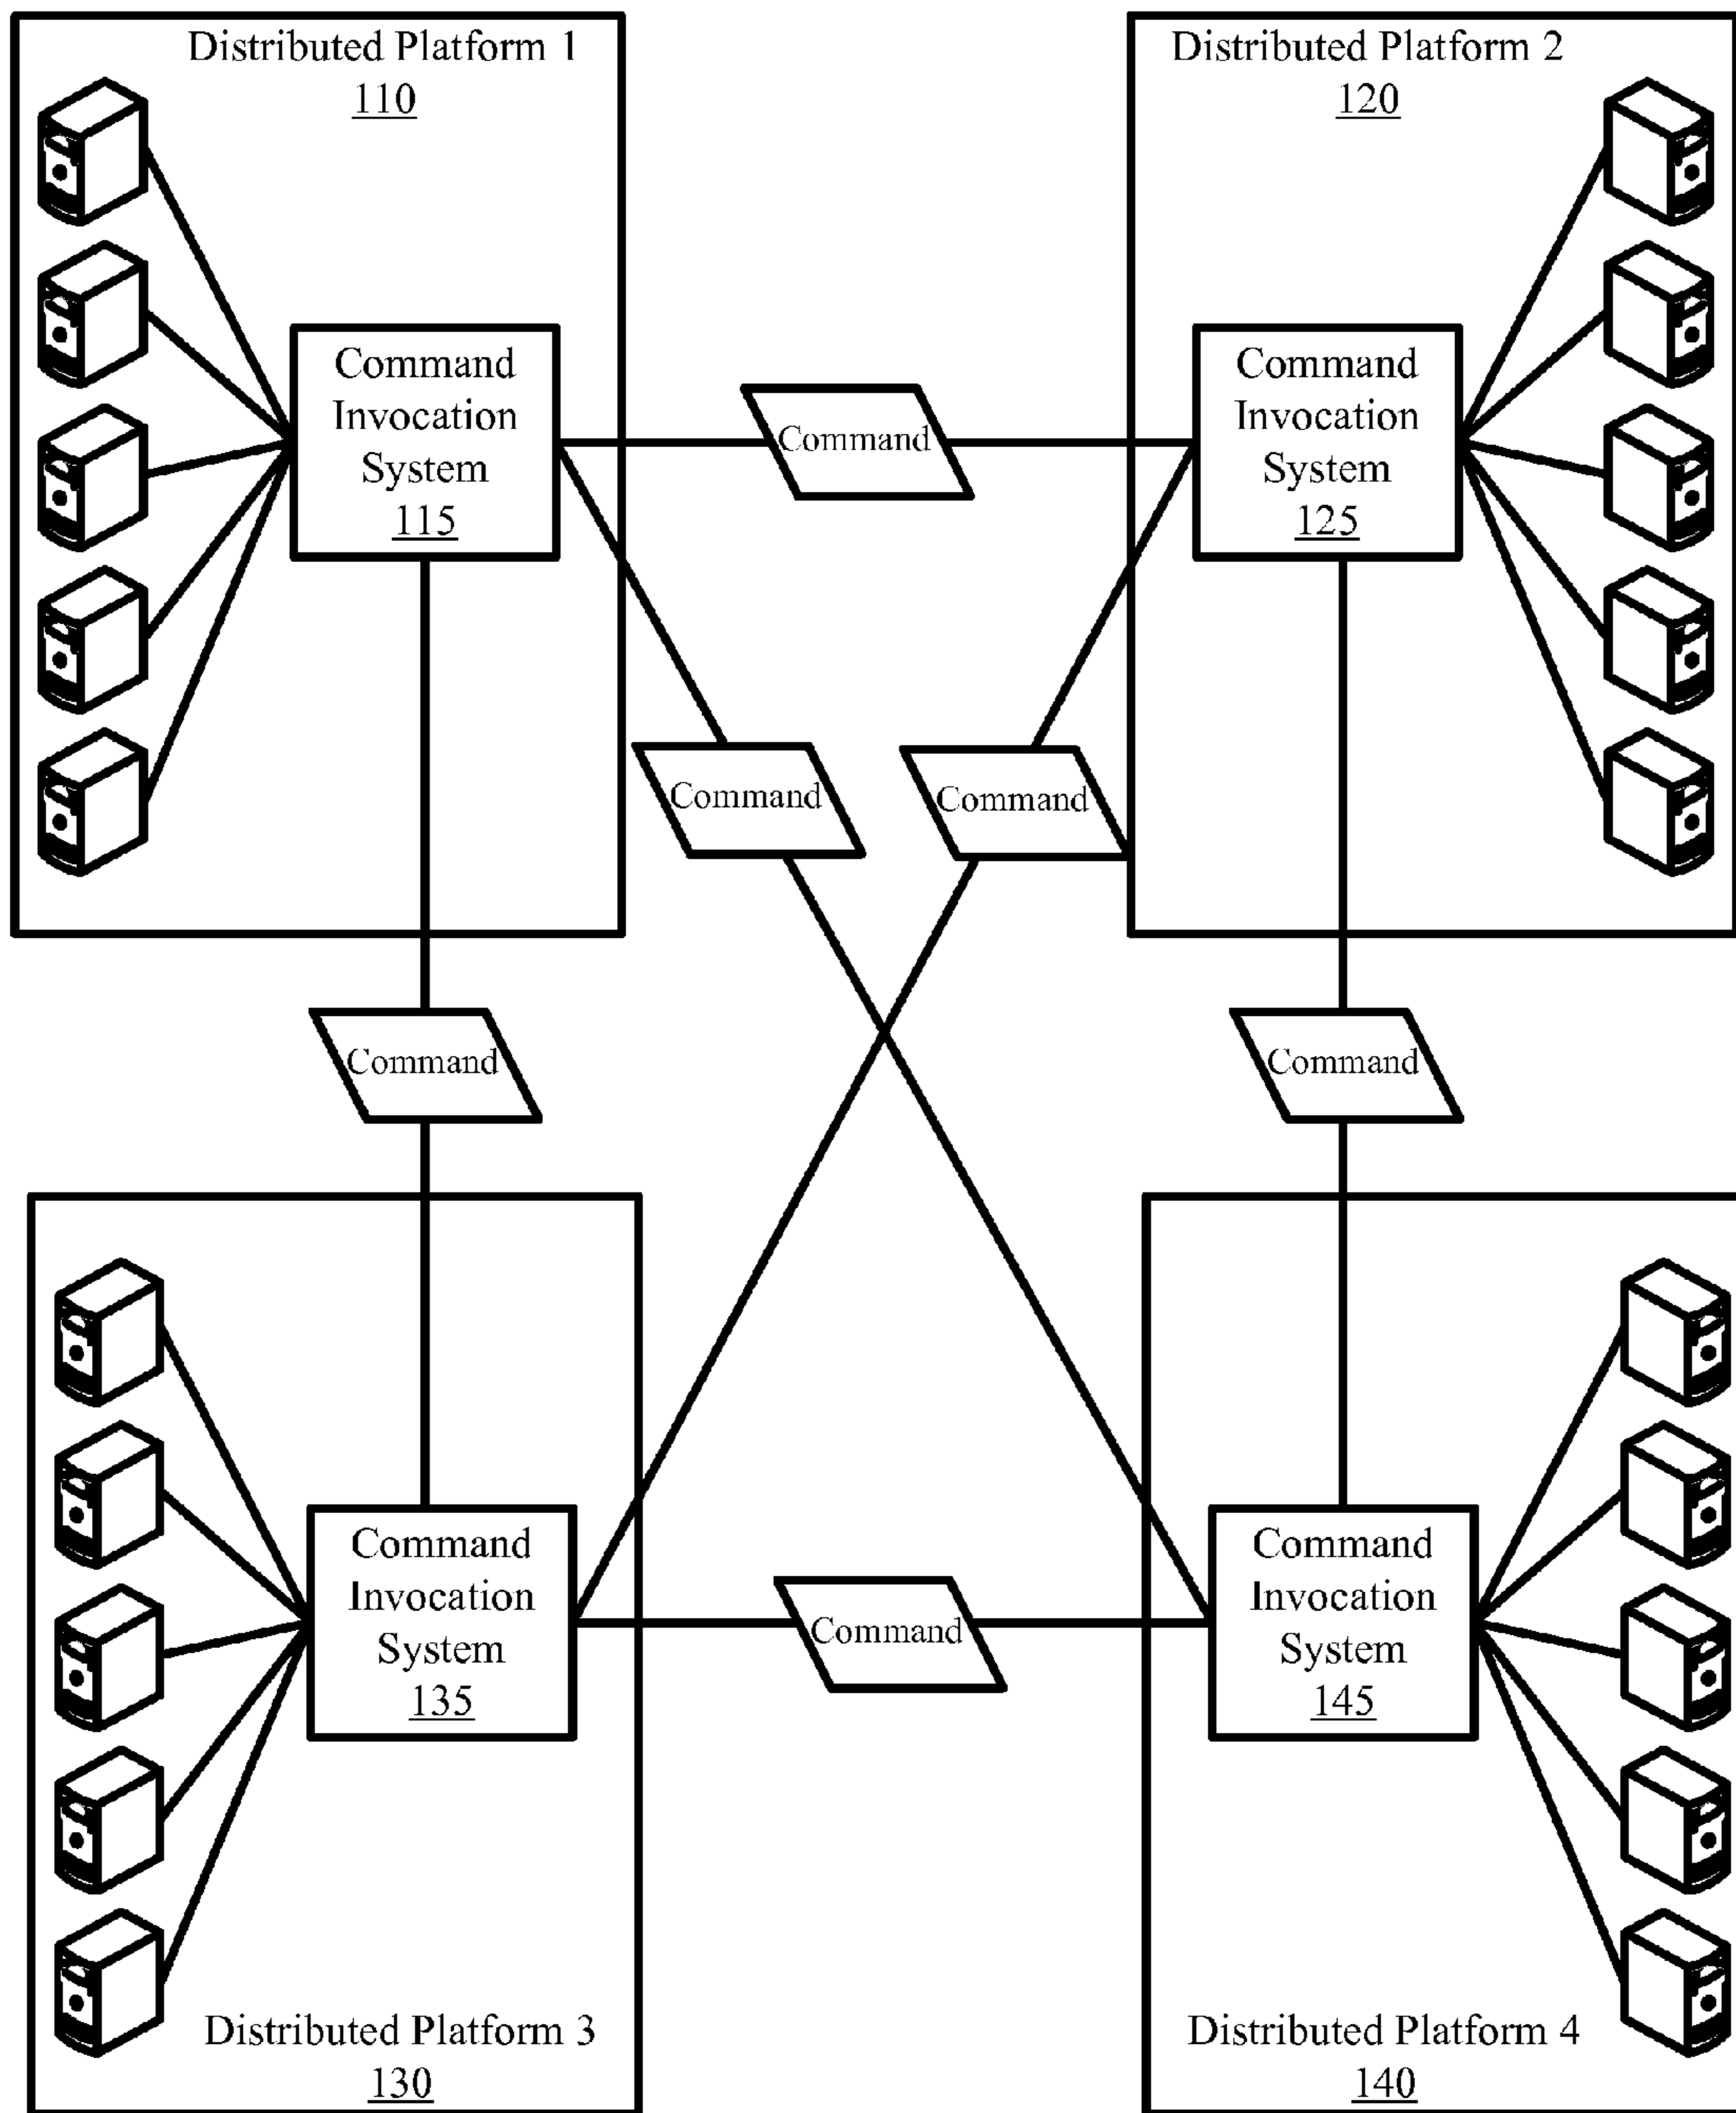 Distributed Platform 1
110
Distributed Platform 2
120
Command
Invocation
System
115
Command
Command
Invocation
System
125
Command
Command
Command
Command
Command
Invocation
System
135
Command
Command
Invocation
System
145
Distributed Platform 3
130
Distributed Platform 4
140